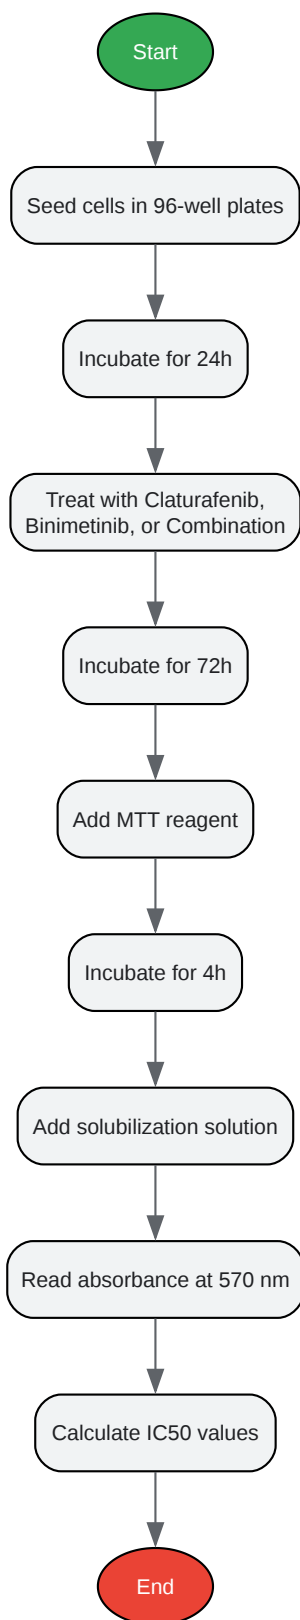 Start
Seed cells in 96-well plates
Incubate for 24h
Treat with Claturafenib,
Binimetinib, or Combination
Incubate for 72h
Add MTT reagent
Incubate for 4h
Add solubilization solution
Read absorbance at 570 nm
Calculate IC50 values
End